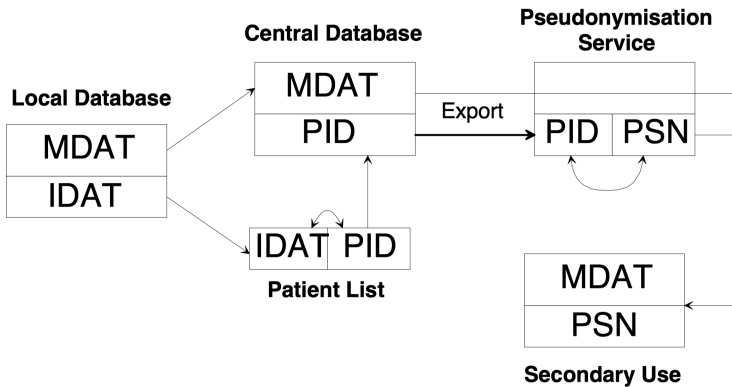 Pseudonymisation
Service
Central Database
Local Database
MDAT
PID
Export
PID PSN
MDAT
IDAT
IDAT PID
Patient List
MDAT
PSN
Secondary Use